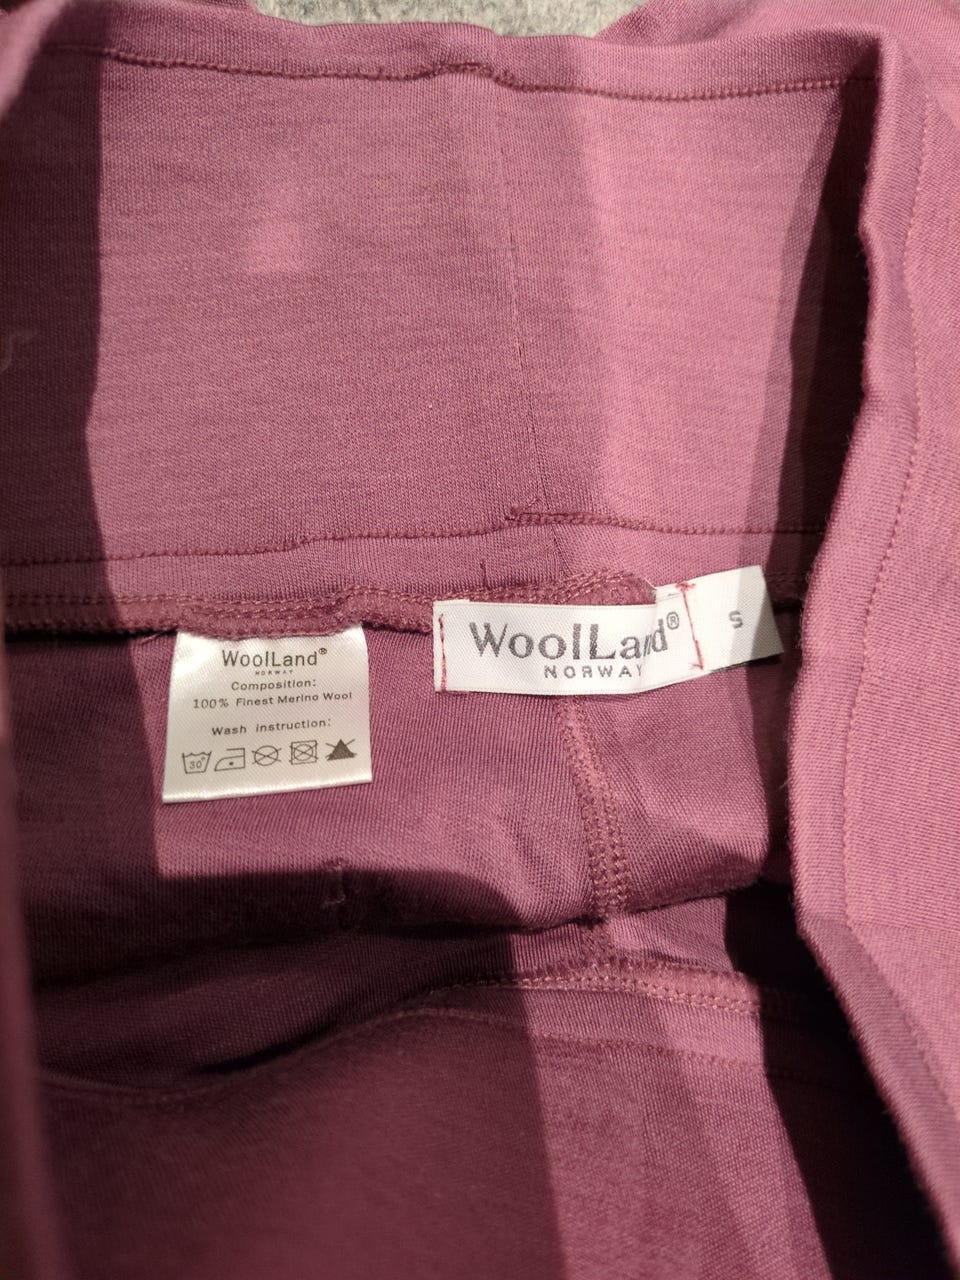 WoolLand®
NORWAY
S
WoolLand®
NORWAY
Composition:
100% Finest Merino Wool
Wash instruction:
30°